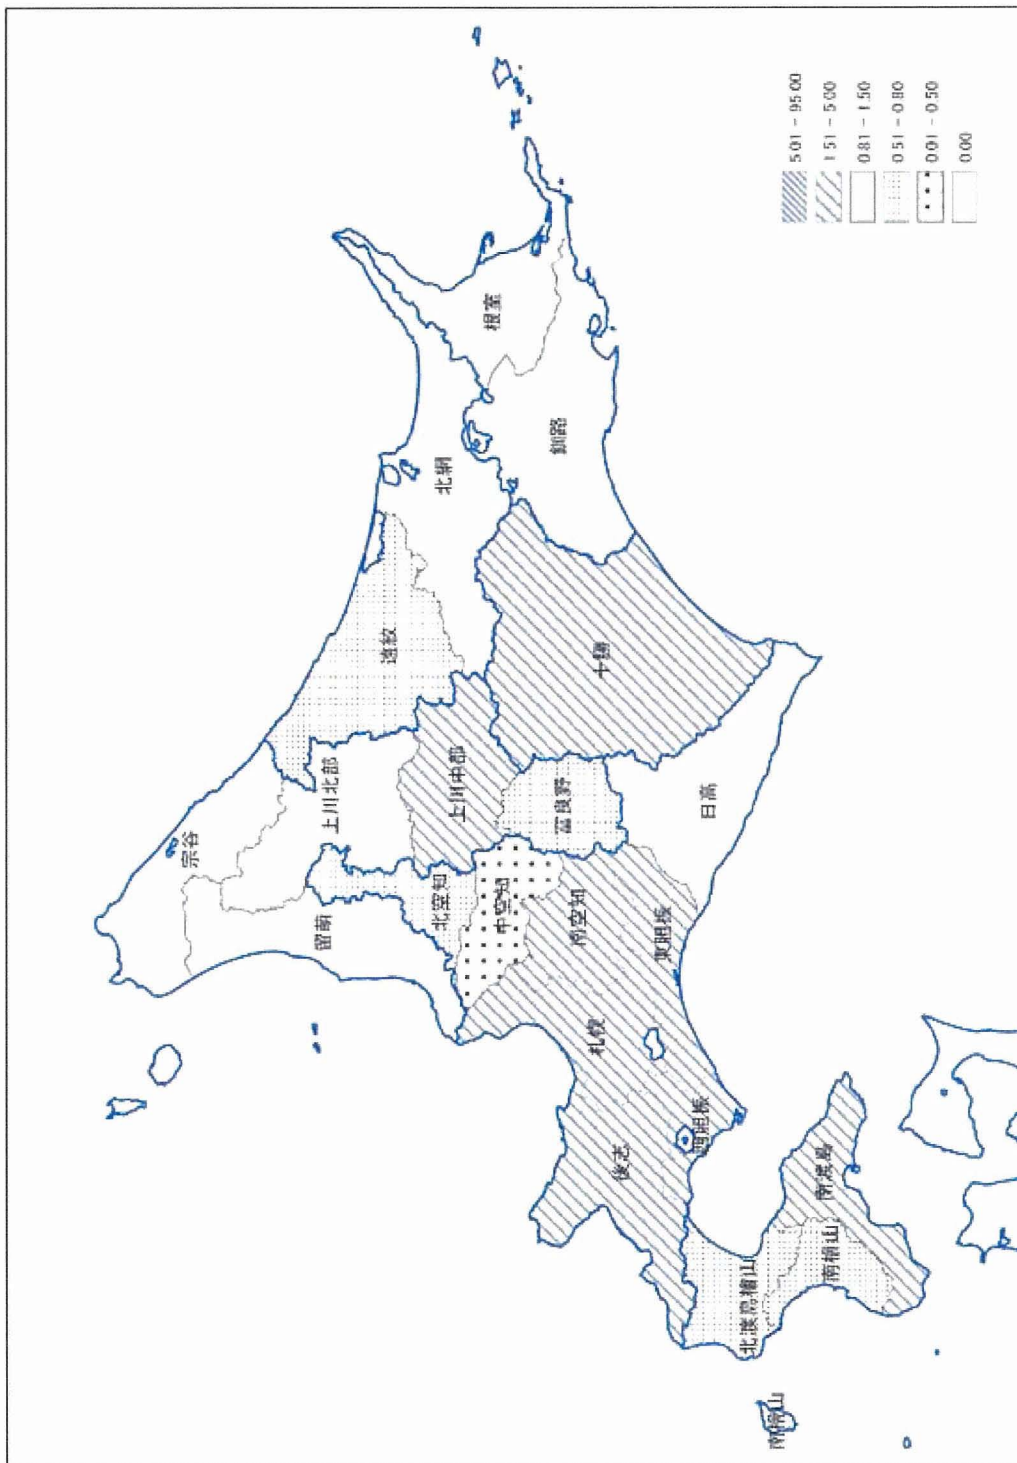 宗谷
留萌
上川北部
遠紋
北網
根室
釧路
北空知
上川中部
中空知
富良野
十勝
南空知
札幌
後志
東胆振
西胆振
日高
北渡島檜山
南檜山
南渡島
南檜山
5.01 - 95.00
1.51 - 5.00
0.81 - 1.50
0.51 - 0.80
0.01 - 0.50
0.00